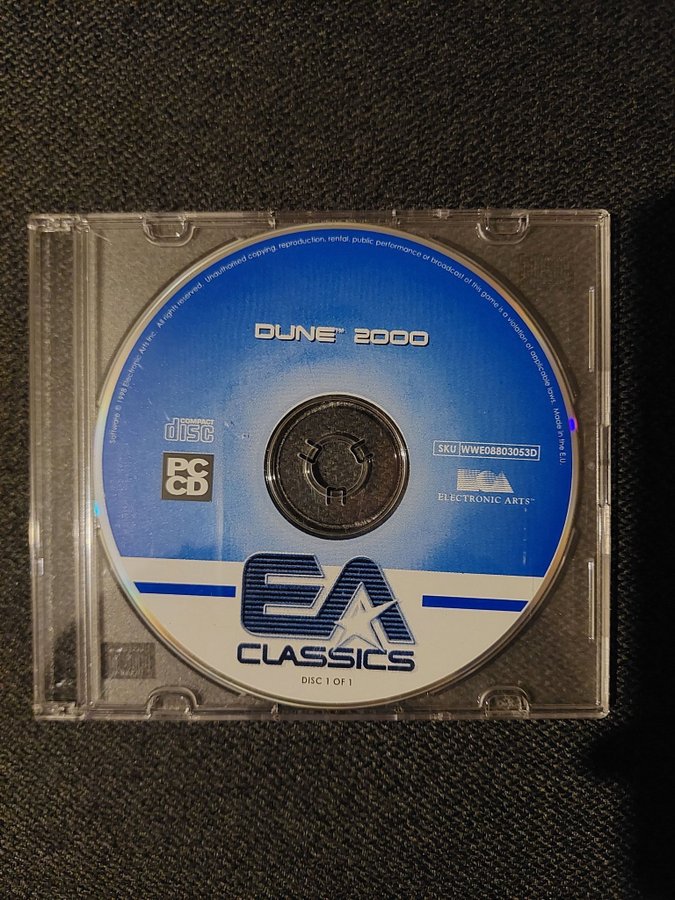 Software © 1998 Electronic Arts Inc. All rights reserved. Unauthorised copying, reproduction, rental, public performance or broadcast of this game is a violation of applicable laws. Made in the E.U.
DUNE™ 2000
COMPACT
disc
PC
CD
SKU WWE08803053D
EA
ELECTRONIC ARTS™
EA
CLASSICS
DISC 1 OF 1